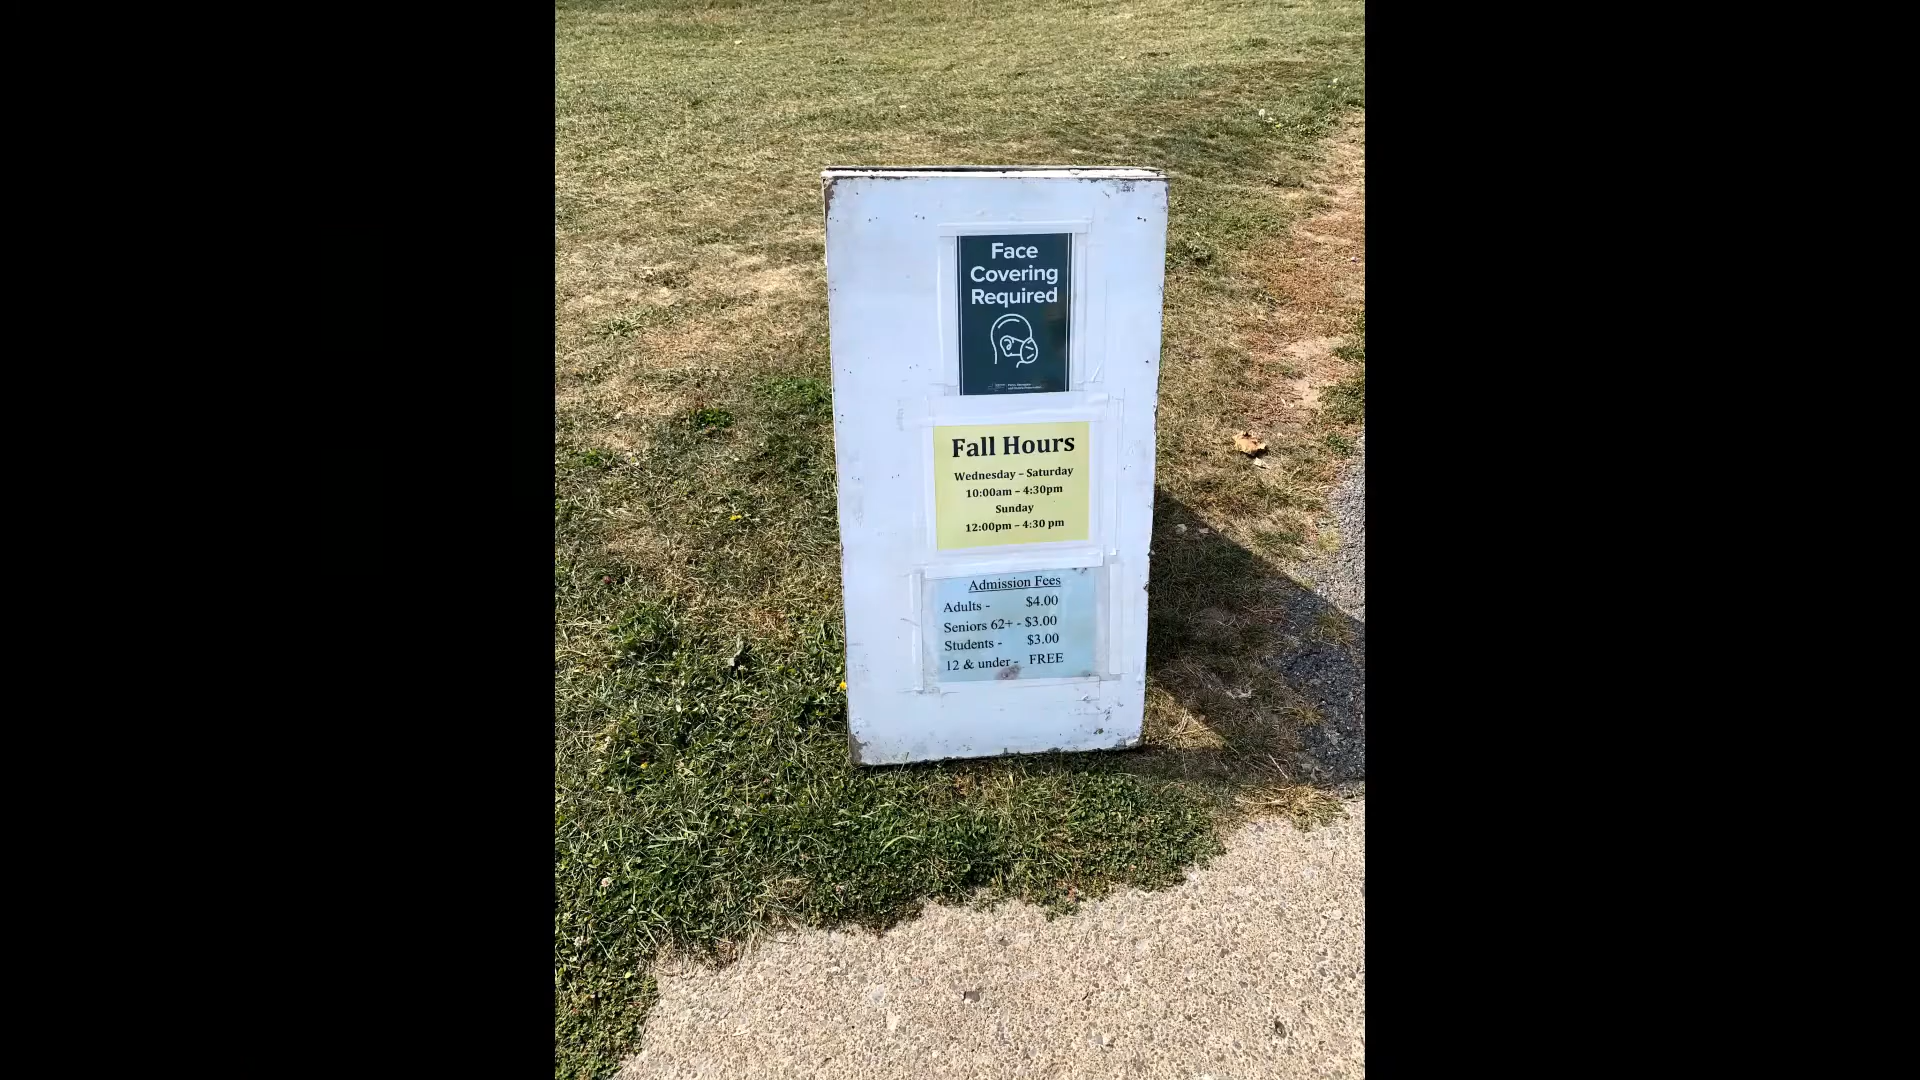 Face
Covering
Required
Fall Hours
Wednesday – Saturday
10:00am – 4:30pm
Sunday
12:00pm – 4:30 pm
Admission Fees
Adults - $4.00
Seniors 62+ - $3.00
Students - $3.00
12 & under - FREE